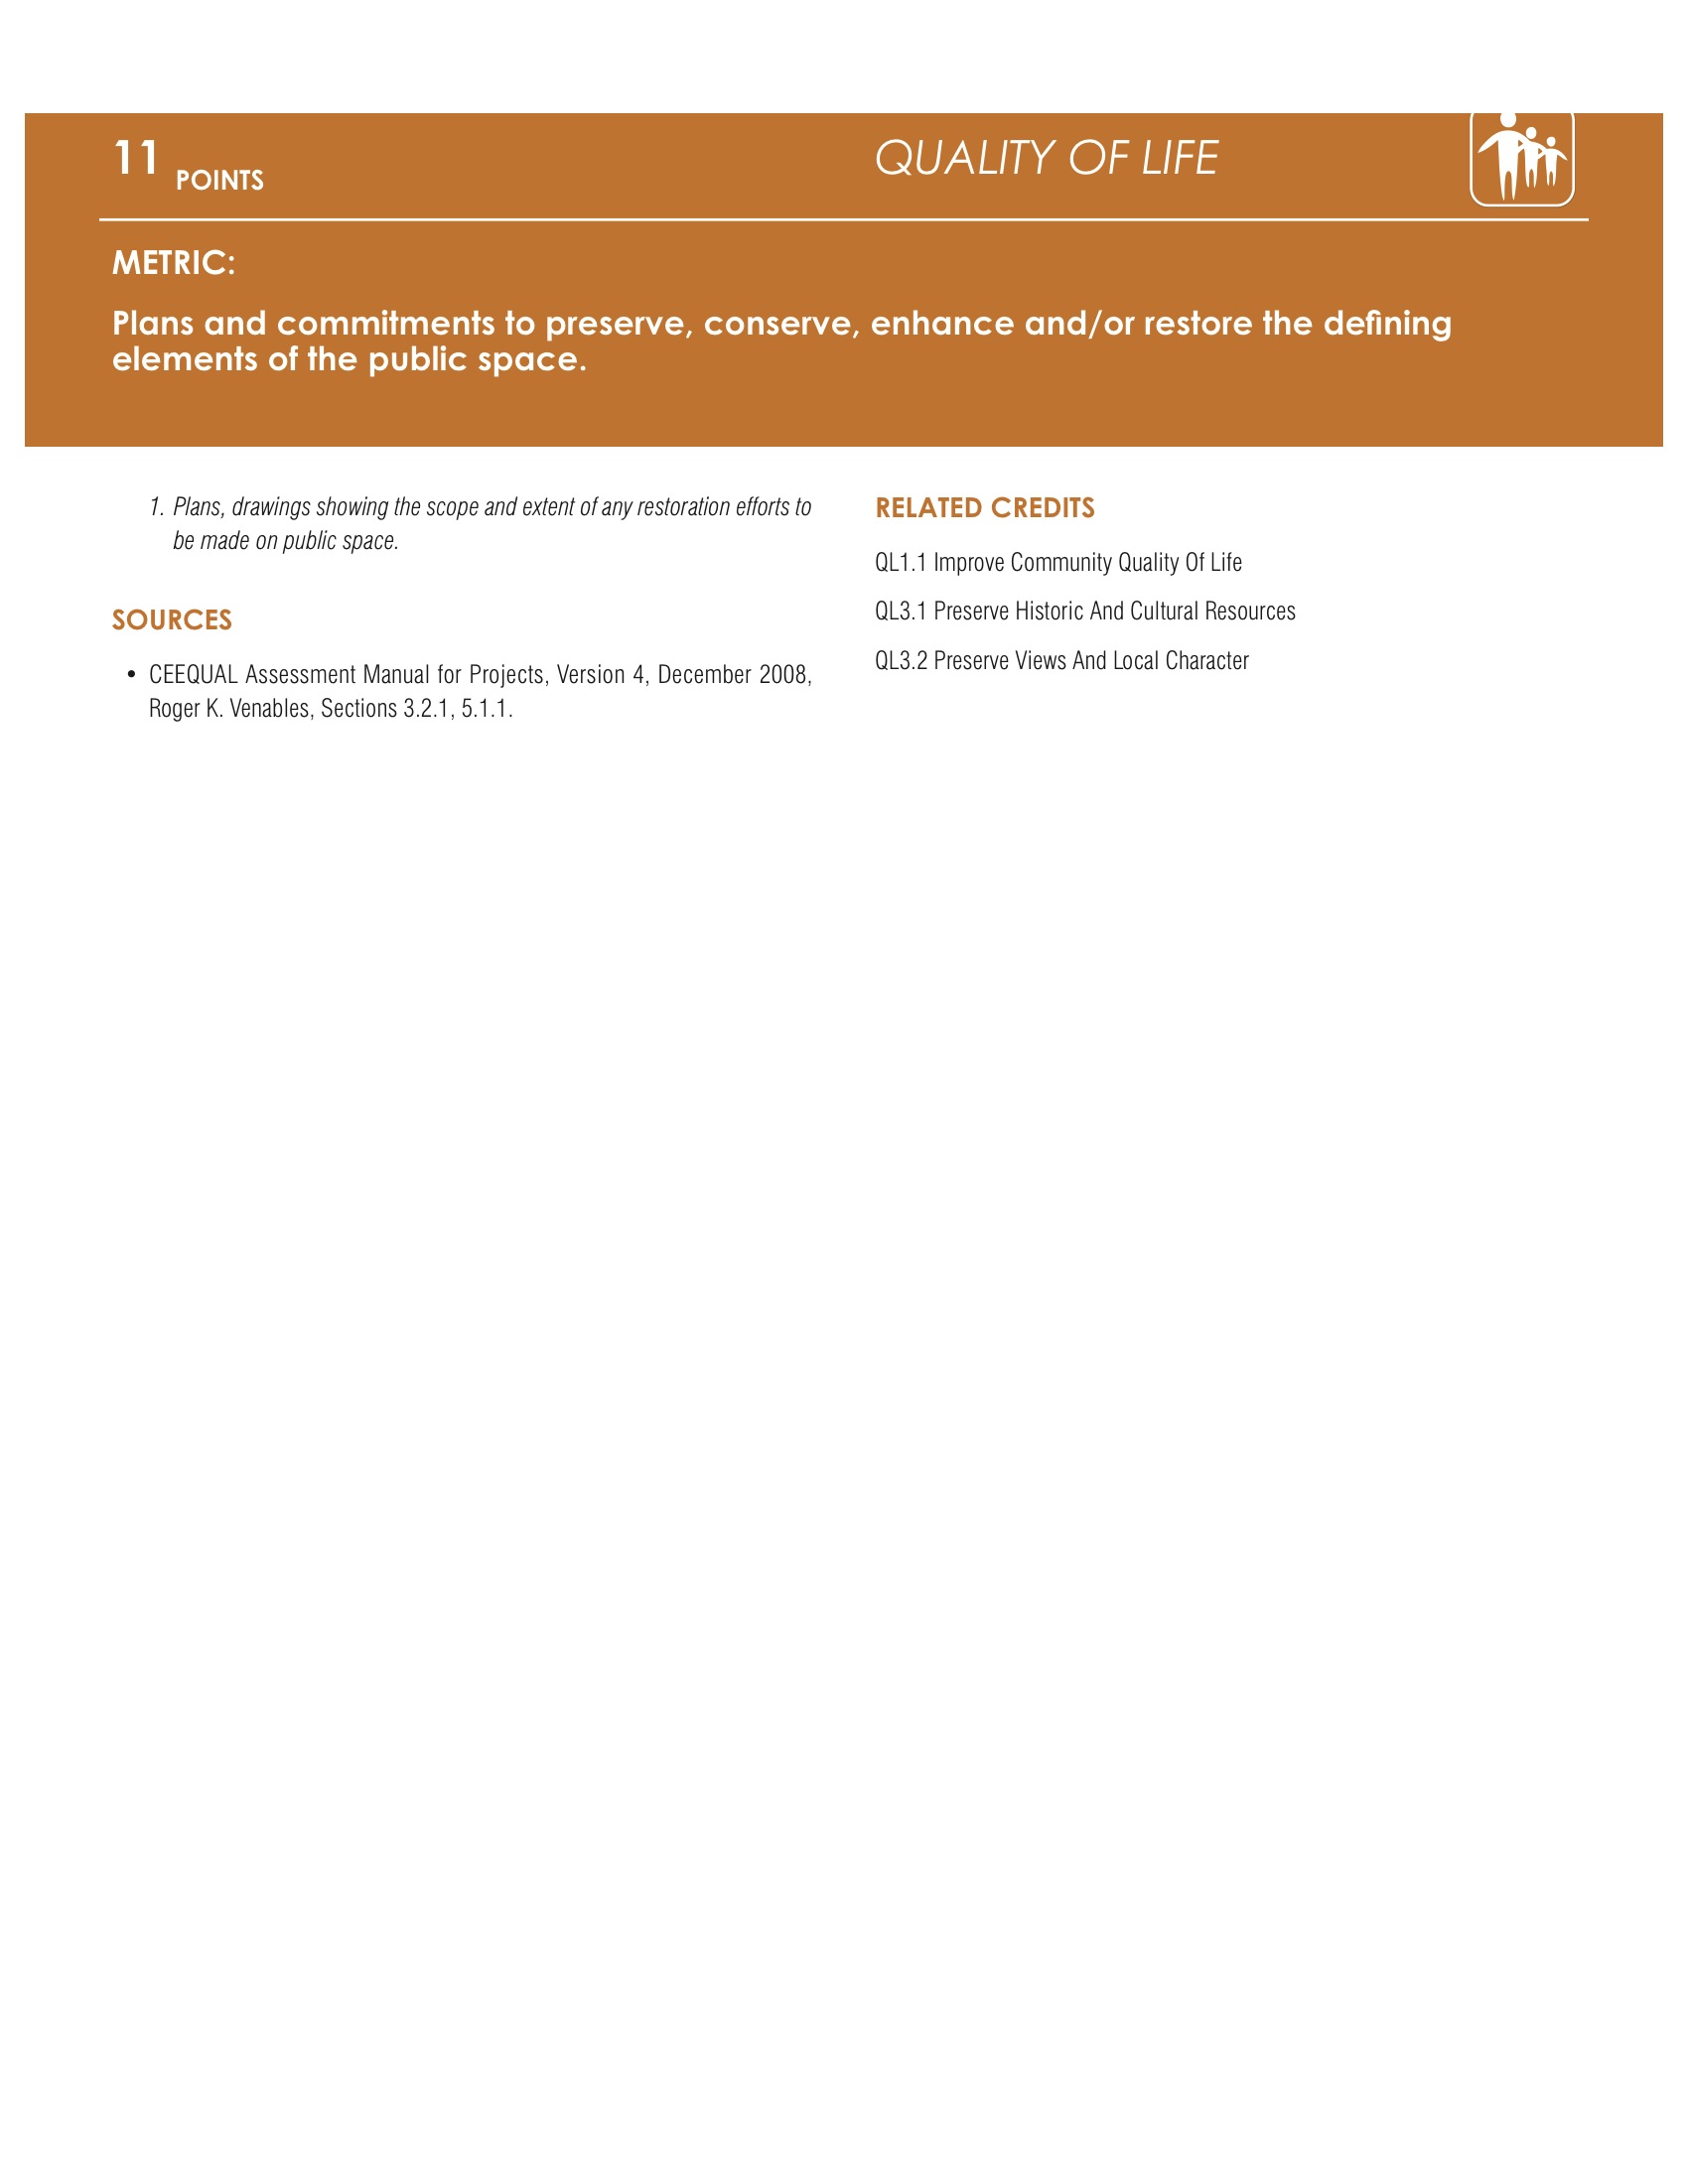 11 POINTS
QUALITY OF LIFE
METRIC:
Plans and commitments to preserve, conserve, enhance and/or restore the defining
elements of the public space.
1. Plans, drawings showing the scope and extent of any restoration efforts to
be made on public space.
SOURCES
• CEEQUAL Assessment Manual for Projects, Version 4, December 2008,
Roger K. Venables, Sections 3.2.1, 5.1.1.
RELATED CREDITS
QL1.1 Improve Community Quality Of Life
QL3.1 Preserve Historic And Cultural Resources
QL3.2 Preserve Views And Local Character